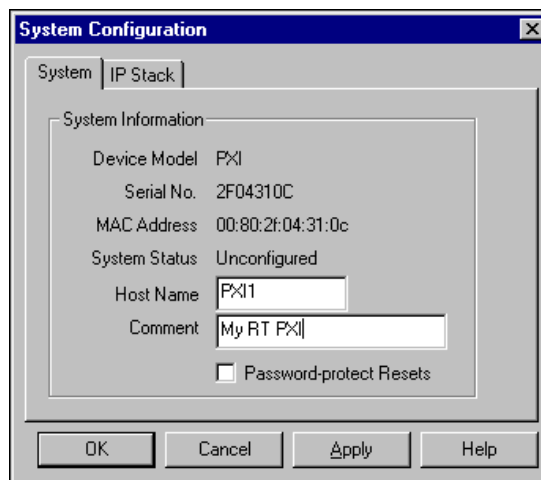 System Configuration
System IP Stack
System Information
Device Model PXI
Serial No. 2F04310C
MAC Address 00:80:2f:04:31:0c
System Status Unconfigured
Host Name PXI1
Comment My RT PXI
Password-protect Resets
OK Cancel Apply Help